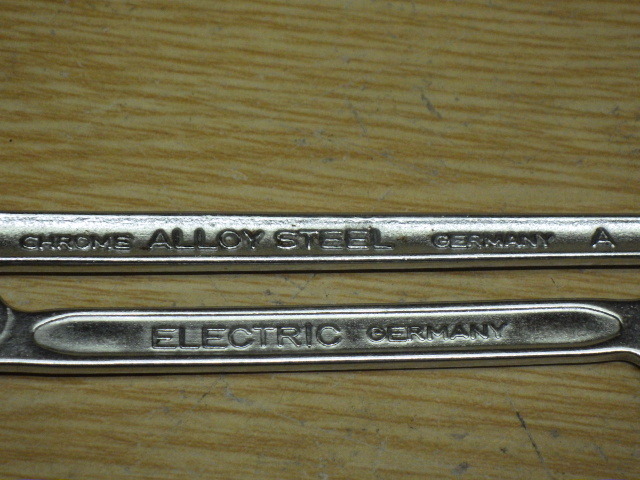 CHROME ALLOY STEEL GERMANY A
ELECTRIC GERMANY